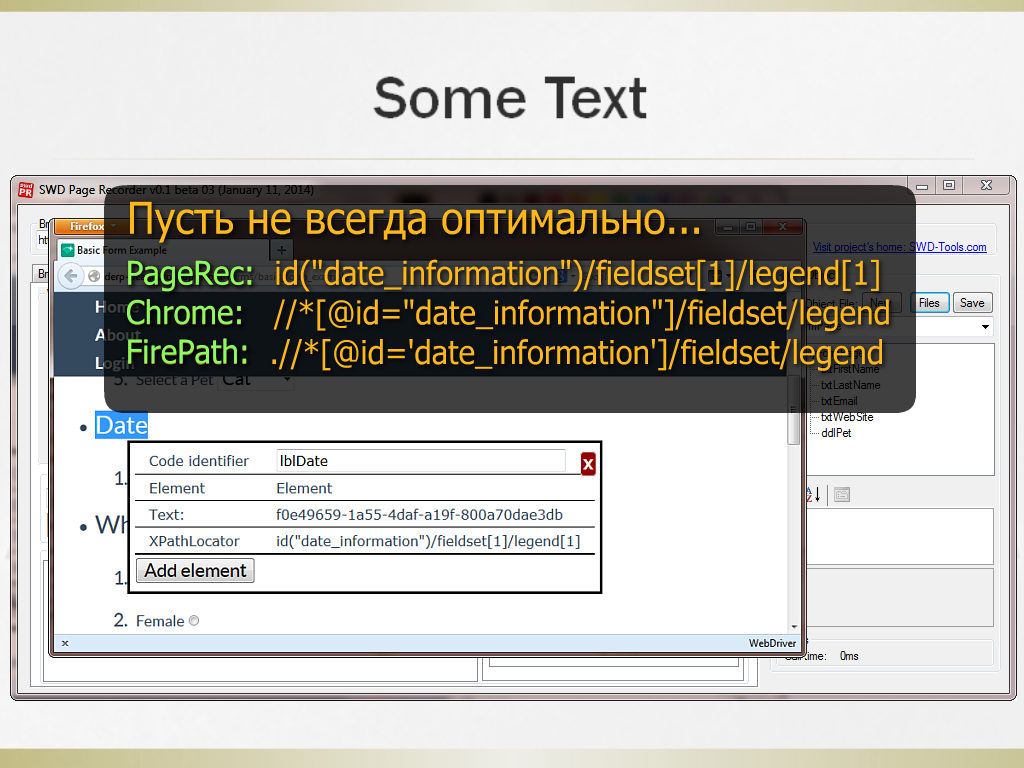 Some Text
SWD Page Recorder v0.1 beta 03 (January 11, 2014)
Пусть не всегда оптимально...
Firefox
Basic Form Example
Visit project's home: SWD-Tools.com
PageRec: id("date_information")/fieldset[1]/legend[1]
Chrome: //*[@id="date_information"]/fieldset/legend
FirePath: .//*[@id='date_information']/fieldset/legend
Home
About
Login
Files
Save
5. Select a Pet Cat
txtFirstName
txtLastName
txtEmail
txtWebSite
ddlPet
• Date
Code identifier lblDate
X
1.
Element Element
Text: f0e49659-1a55-4daf-a19f-800a70dae3db
• Wh
XPathLocator id("date_information")/fieldset[1]/legend[1]
1.
Add element
2. Female
x
WebDriver
0ms